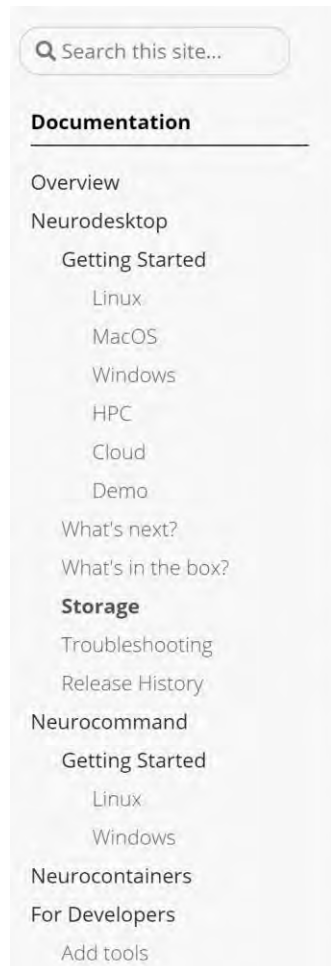 Search this site...
Documentation
Overview
Neurodesktop
Getting Started
Linux
MacOS
Windows
HPC
Cloud
Demo
What's next?
What's in the box?
Storage
Troubleshooting
Release History
Neurocommand
Getting Started
Linux
Windows
Neurocontainers
For Developers
Add tools